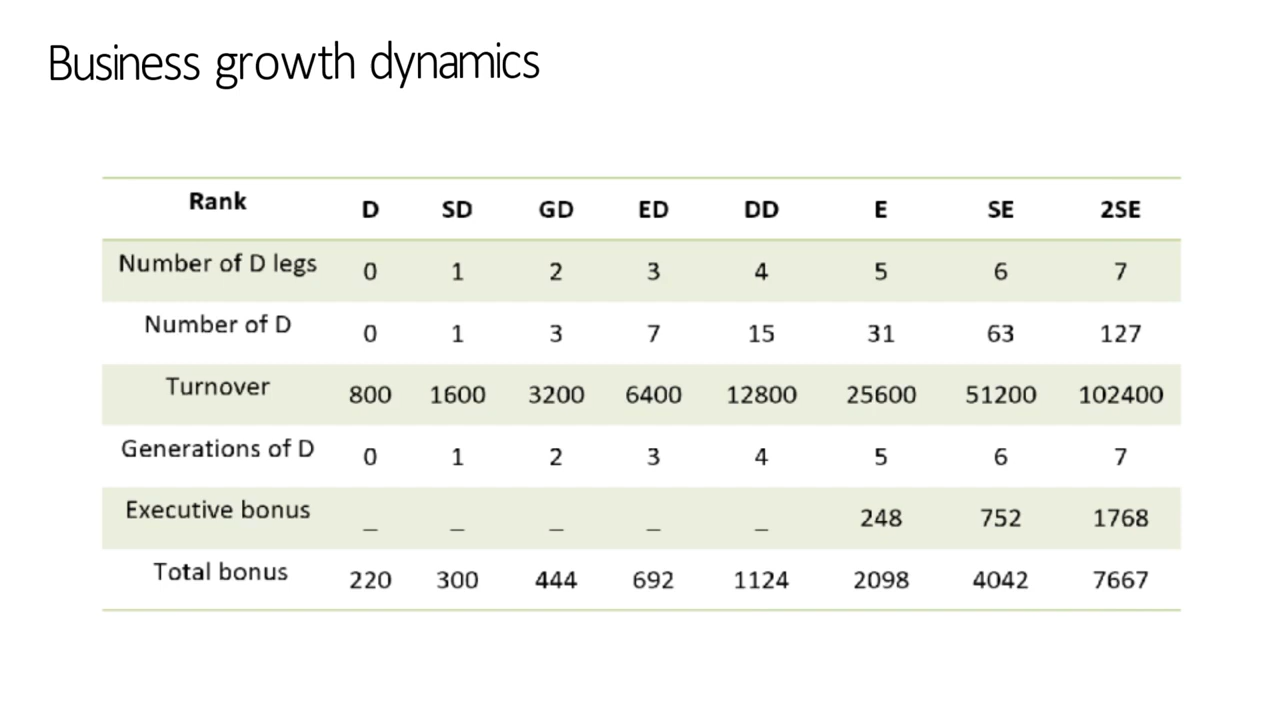 Business growth dynamics
Rank D SD GD ED DD E SE 2SE
Number of D legs 0 1 2 3 4 5 6 7
Number of D 0 1 3 7 15 31 63 127
Turnover 800 1600 3200 6400 12800 25600 51200 102400
Generations of D 0 1 2 3 4 5 6 7
Executive bonus _ _ _ _ _ 248 752 1768
Total bonus 220 300 444 692 1124 2098 4042 7667